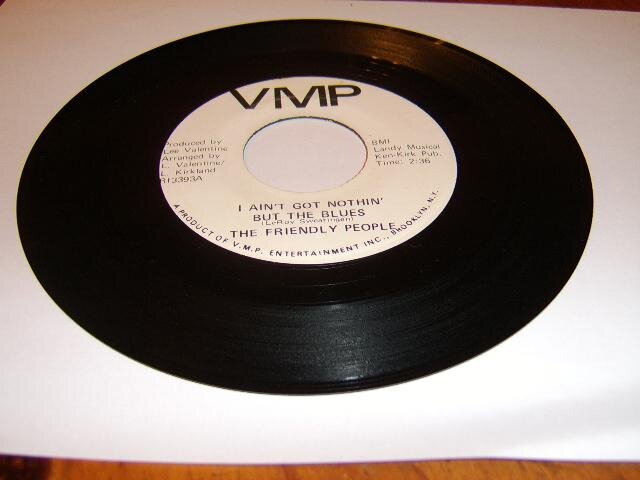 VMP
Produced by
Lee Valentine
Arranged by
L. Valentine/
L. Kirkland
R13393A
BMI
Landy Musical
Ken-Kirk Pub.
Time: 2:36
I AIN'T GOT NOTHIN'
BUT THE BLUES
(LeRoy Swearingen)
THE FRIENDLY PEOPLE
A PRODUCT OF V.M.P. ENTERTAINMENT INC., BROOKLYN, N.Y.